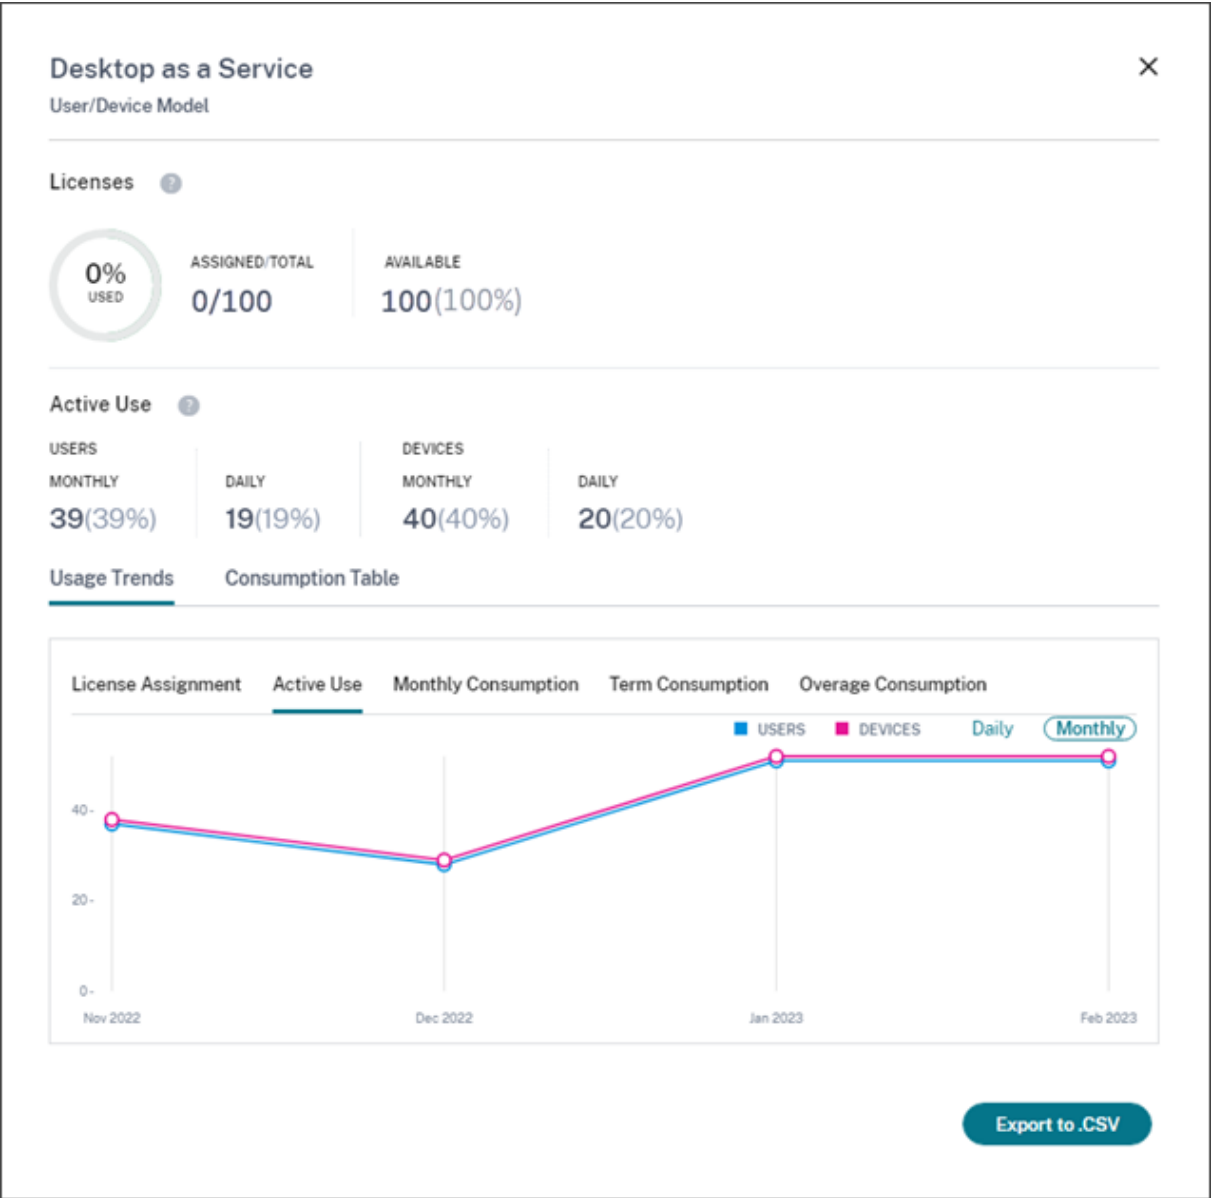 Desktop as a Service
User/Device Model
Licenses ?
0%
USED
ASSIGNED/TOTAL
0/100
AVAILABLE
100(100%)
Active Use ?
USERS
MONTHLY
39(39%)
DAILY
19(19%)
DEVICES
MONTHLY
40(40%)
DAILY
20(20%)
Usage Trends Consumption Table
License Assignment Active Use Monthly Consumption Term Consumption Overage Consumption
USERS DEVICES Daily Monthly
40-
20-
0-
Nov 2022 Dec 2022 Jan 2023 Feb 2023
Export to .CSV